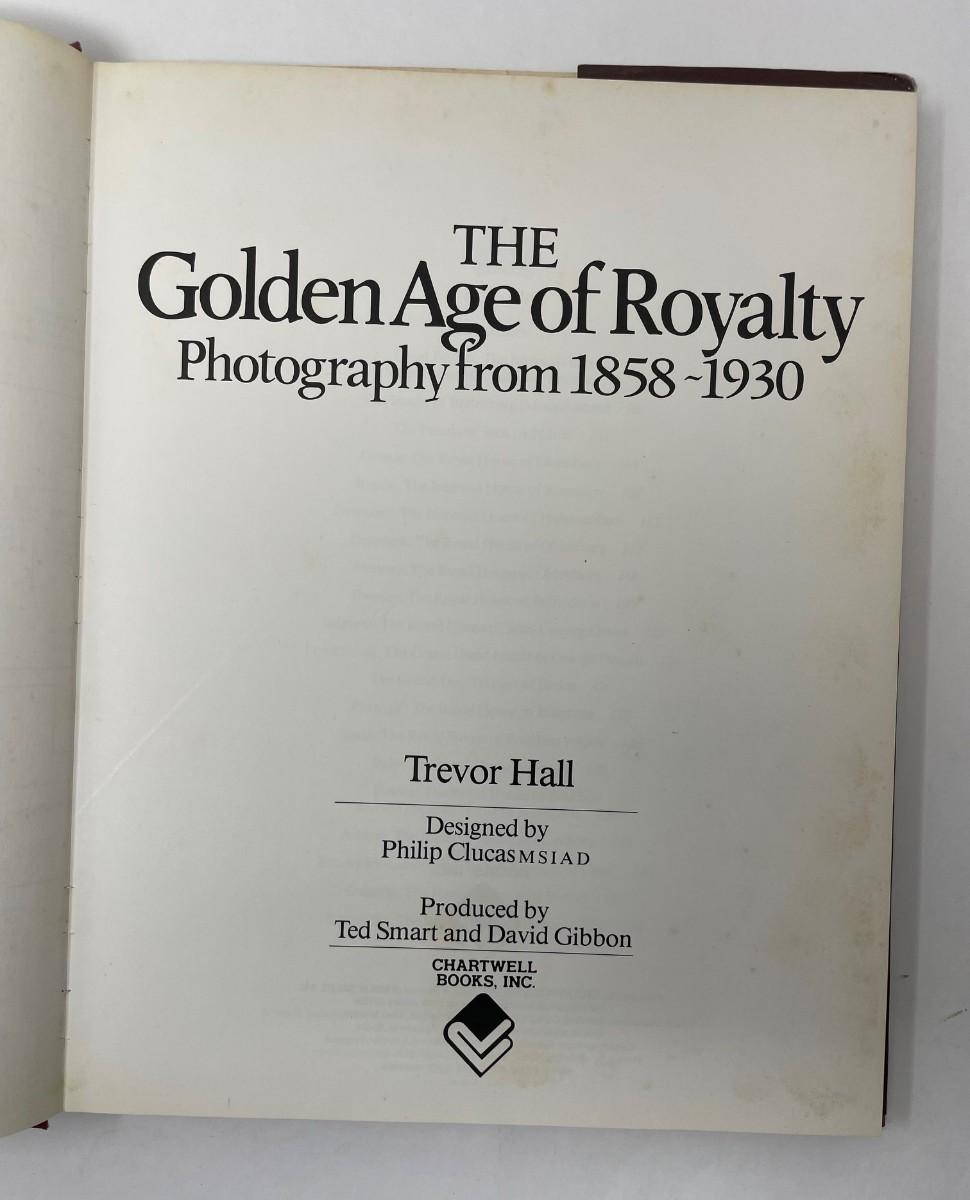 THE
Golden Age of Royalty
Photography from 1858~1930
Trevor Hall
Designed by
Philip Clucas MSIAD
Produced by
Ted Smart and David Gibbon
CHARTWELL
BOOKS, INC.